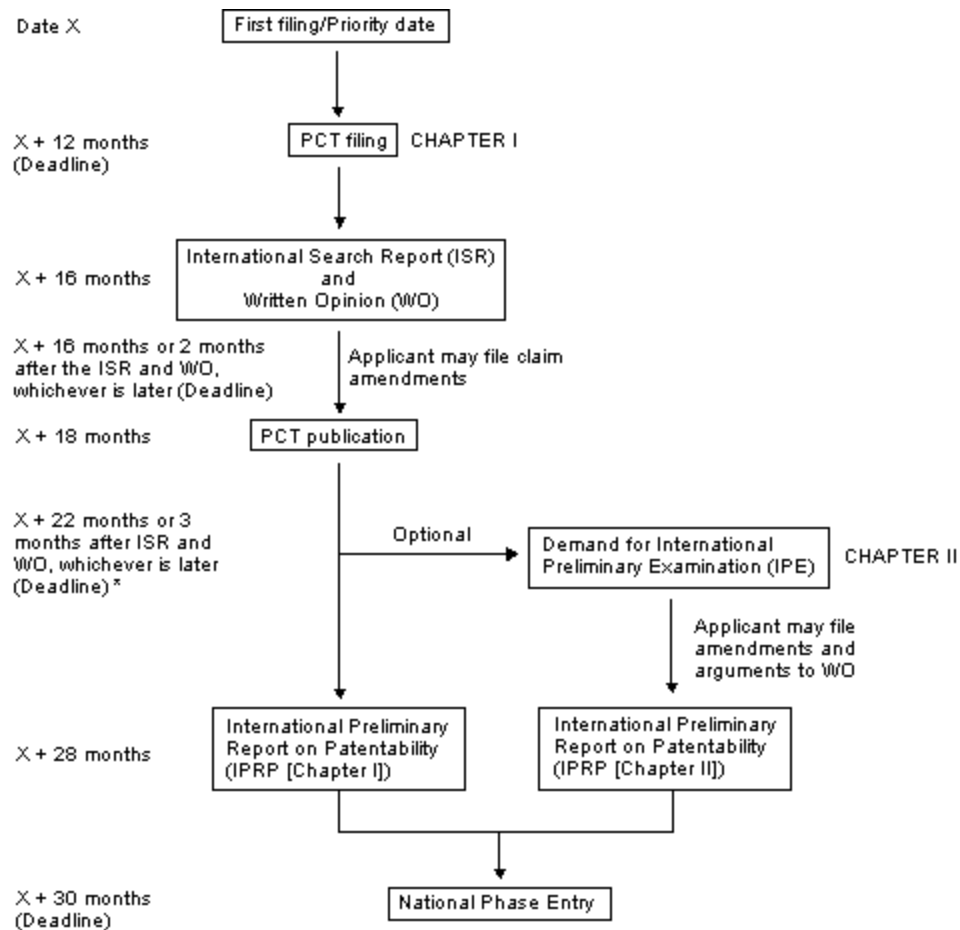 Date X
First filing/Priority date
X + 12 months
(Deadline)
PCT filing
CHAPTER I
X + 16 months
International Search Report (ISR)
and
Written Opinion (WO)
X + 16 months or 2 months
after the ISR and WO,
whichever is later (Deadline)
Applicant may file claim
amendments
X + 18 months
PCT publication
X + 22 months or 3
months after ISR and
WO, whichever is later
(Deadline) *
Optional
Demand for International
Preliminary Examination (IPE)
CHAPTER II
Applicant may file
amendments and
arguments to WO
X + 28 months
International Preliminary
Report on Patentability
(IPRP [Chapter I])
International Preliminary
Report on Patentability
(IPRP [Chapter II])
X + 30 months
(Deadline)
National Phase Entry